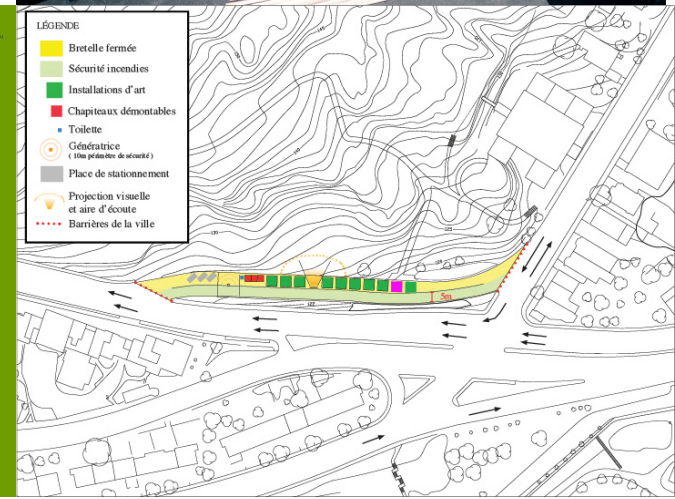 LÉGENDE
Bretelle fermée
Sécurité incendies
Installations d'art
Chapiteaux démontables
Toilette
Génératrice
( 10m périmètre de sécurité )
Place de stationnement
Projection visuelle
et aire d'écoute
Barrières de la ville
5m
122